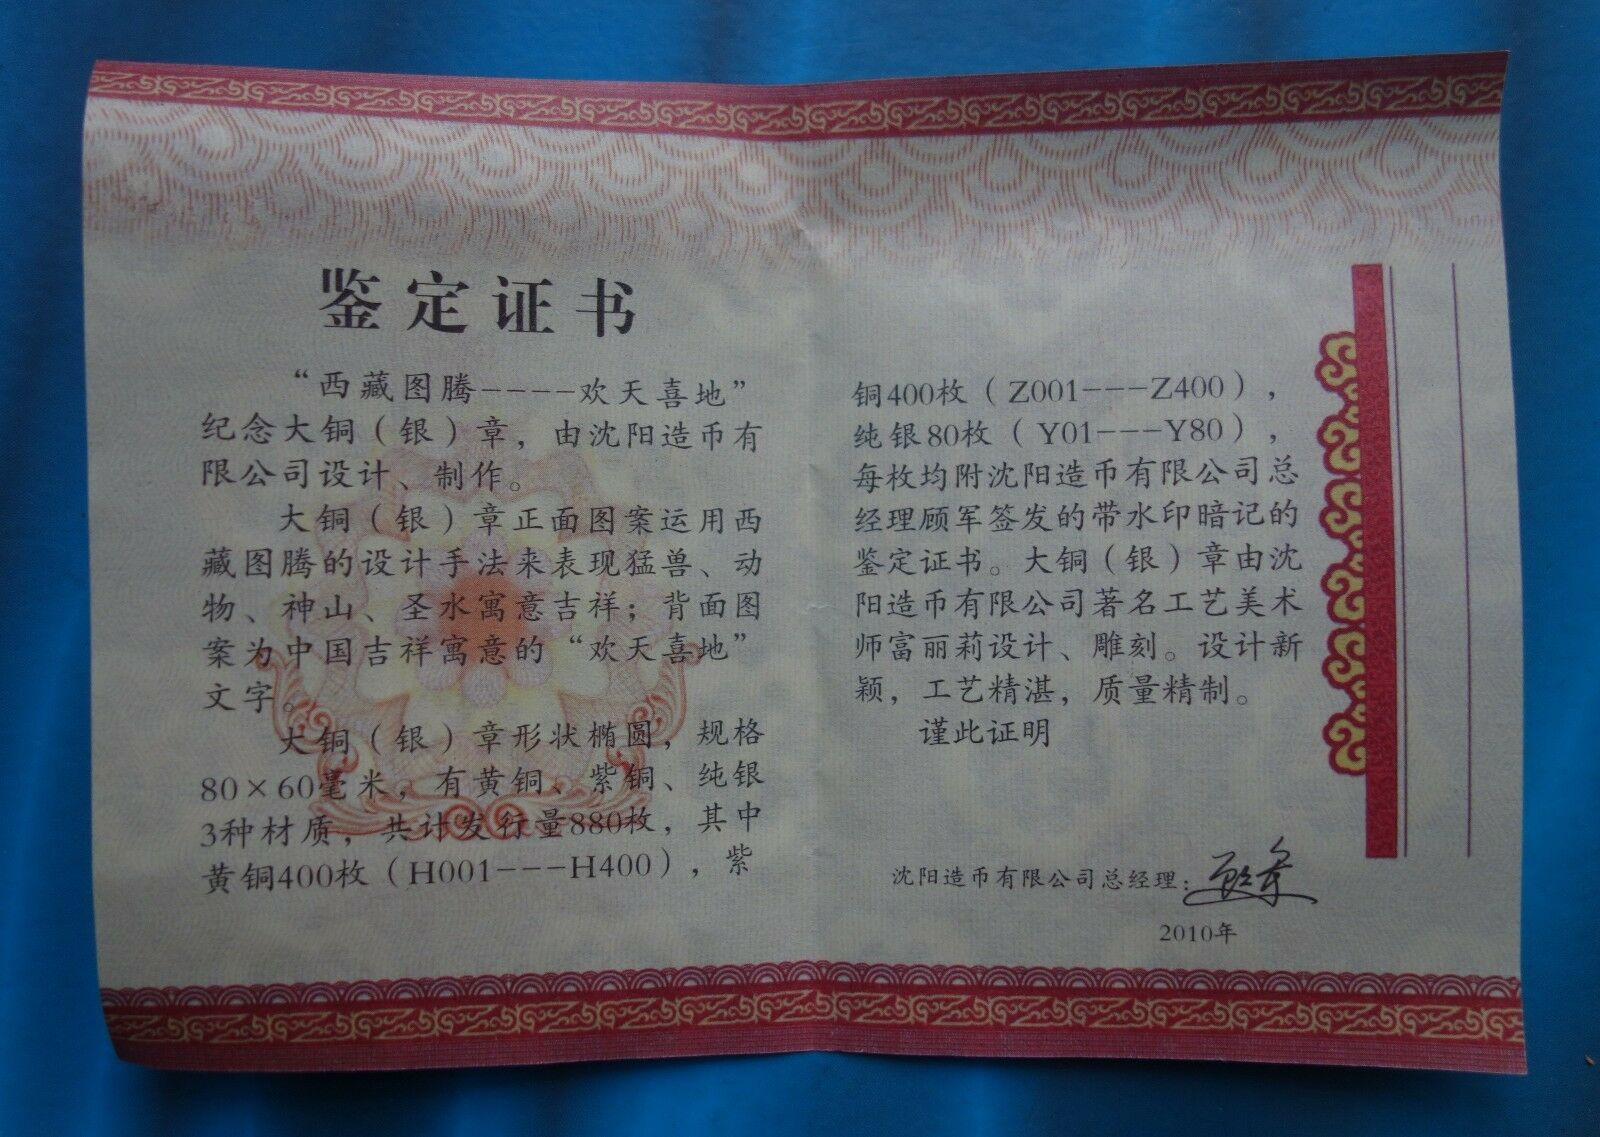 鉴定证书
“西藏图腾----欢天喜地”
纪念大铜（银）章，由沈阳造币有
限公司设计、制作。
大铜（银）章正面图案运用西
藏图腾的设计手法来表现猛兽、动
物、神山、圣水寓意吉祥；背面图
案为中国吉祥寓意的“欢天喜地”
文字。
大铜（银）章形状椭圆，规格
80×60毫米，有黄铜、紫铜、纯银
3种材质，共计发行量880枚，其中
黄铜400枚（H001---H400），紫
铜400枚（Z001---Z400），
纯银80枚（Y01---Y80），
每枚均附沈阳造币有限公司总
经理顾军签发的带水印暗记的
鉴定证书。大铜（银）章由沈
阳造币有限公司著名工艺美术
师富丽莉设计、雕刻。设计新
颖，工艺精湛，质量精制。
谨此证明
沈阳造币有限公司总经理：顾军
2010年